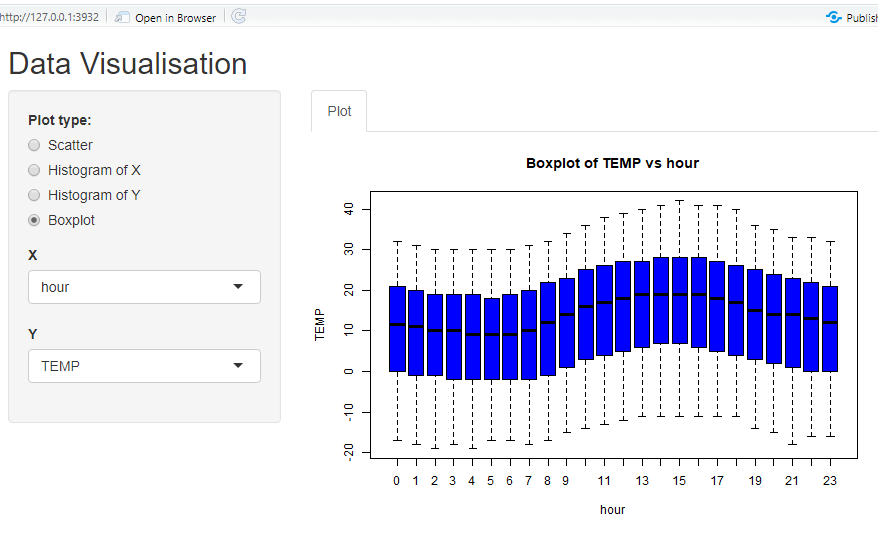 http://127.0.0.1:3932 Open in Browser Publish
Data Visualisation
Plot type:
Scatter
Histogram of X
Histogram of Y
Boxplot
X
hour
Y
TEMP
Plot
Boxplot of TEMP vs hour
TEMP
40
30
20
10
0
-10
-20
0 1 2 3 4 5 6 7 8 9 11 13 15 17 19 21 23
hour